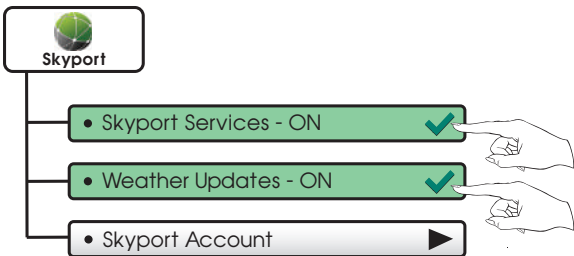 Skyport
• Skyport Services - ON
• Weather Updates - ON
• Skyport Account